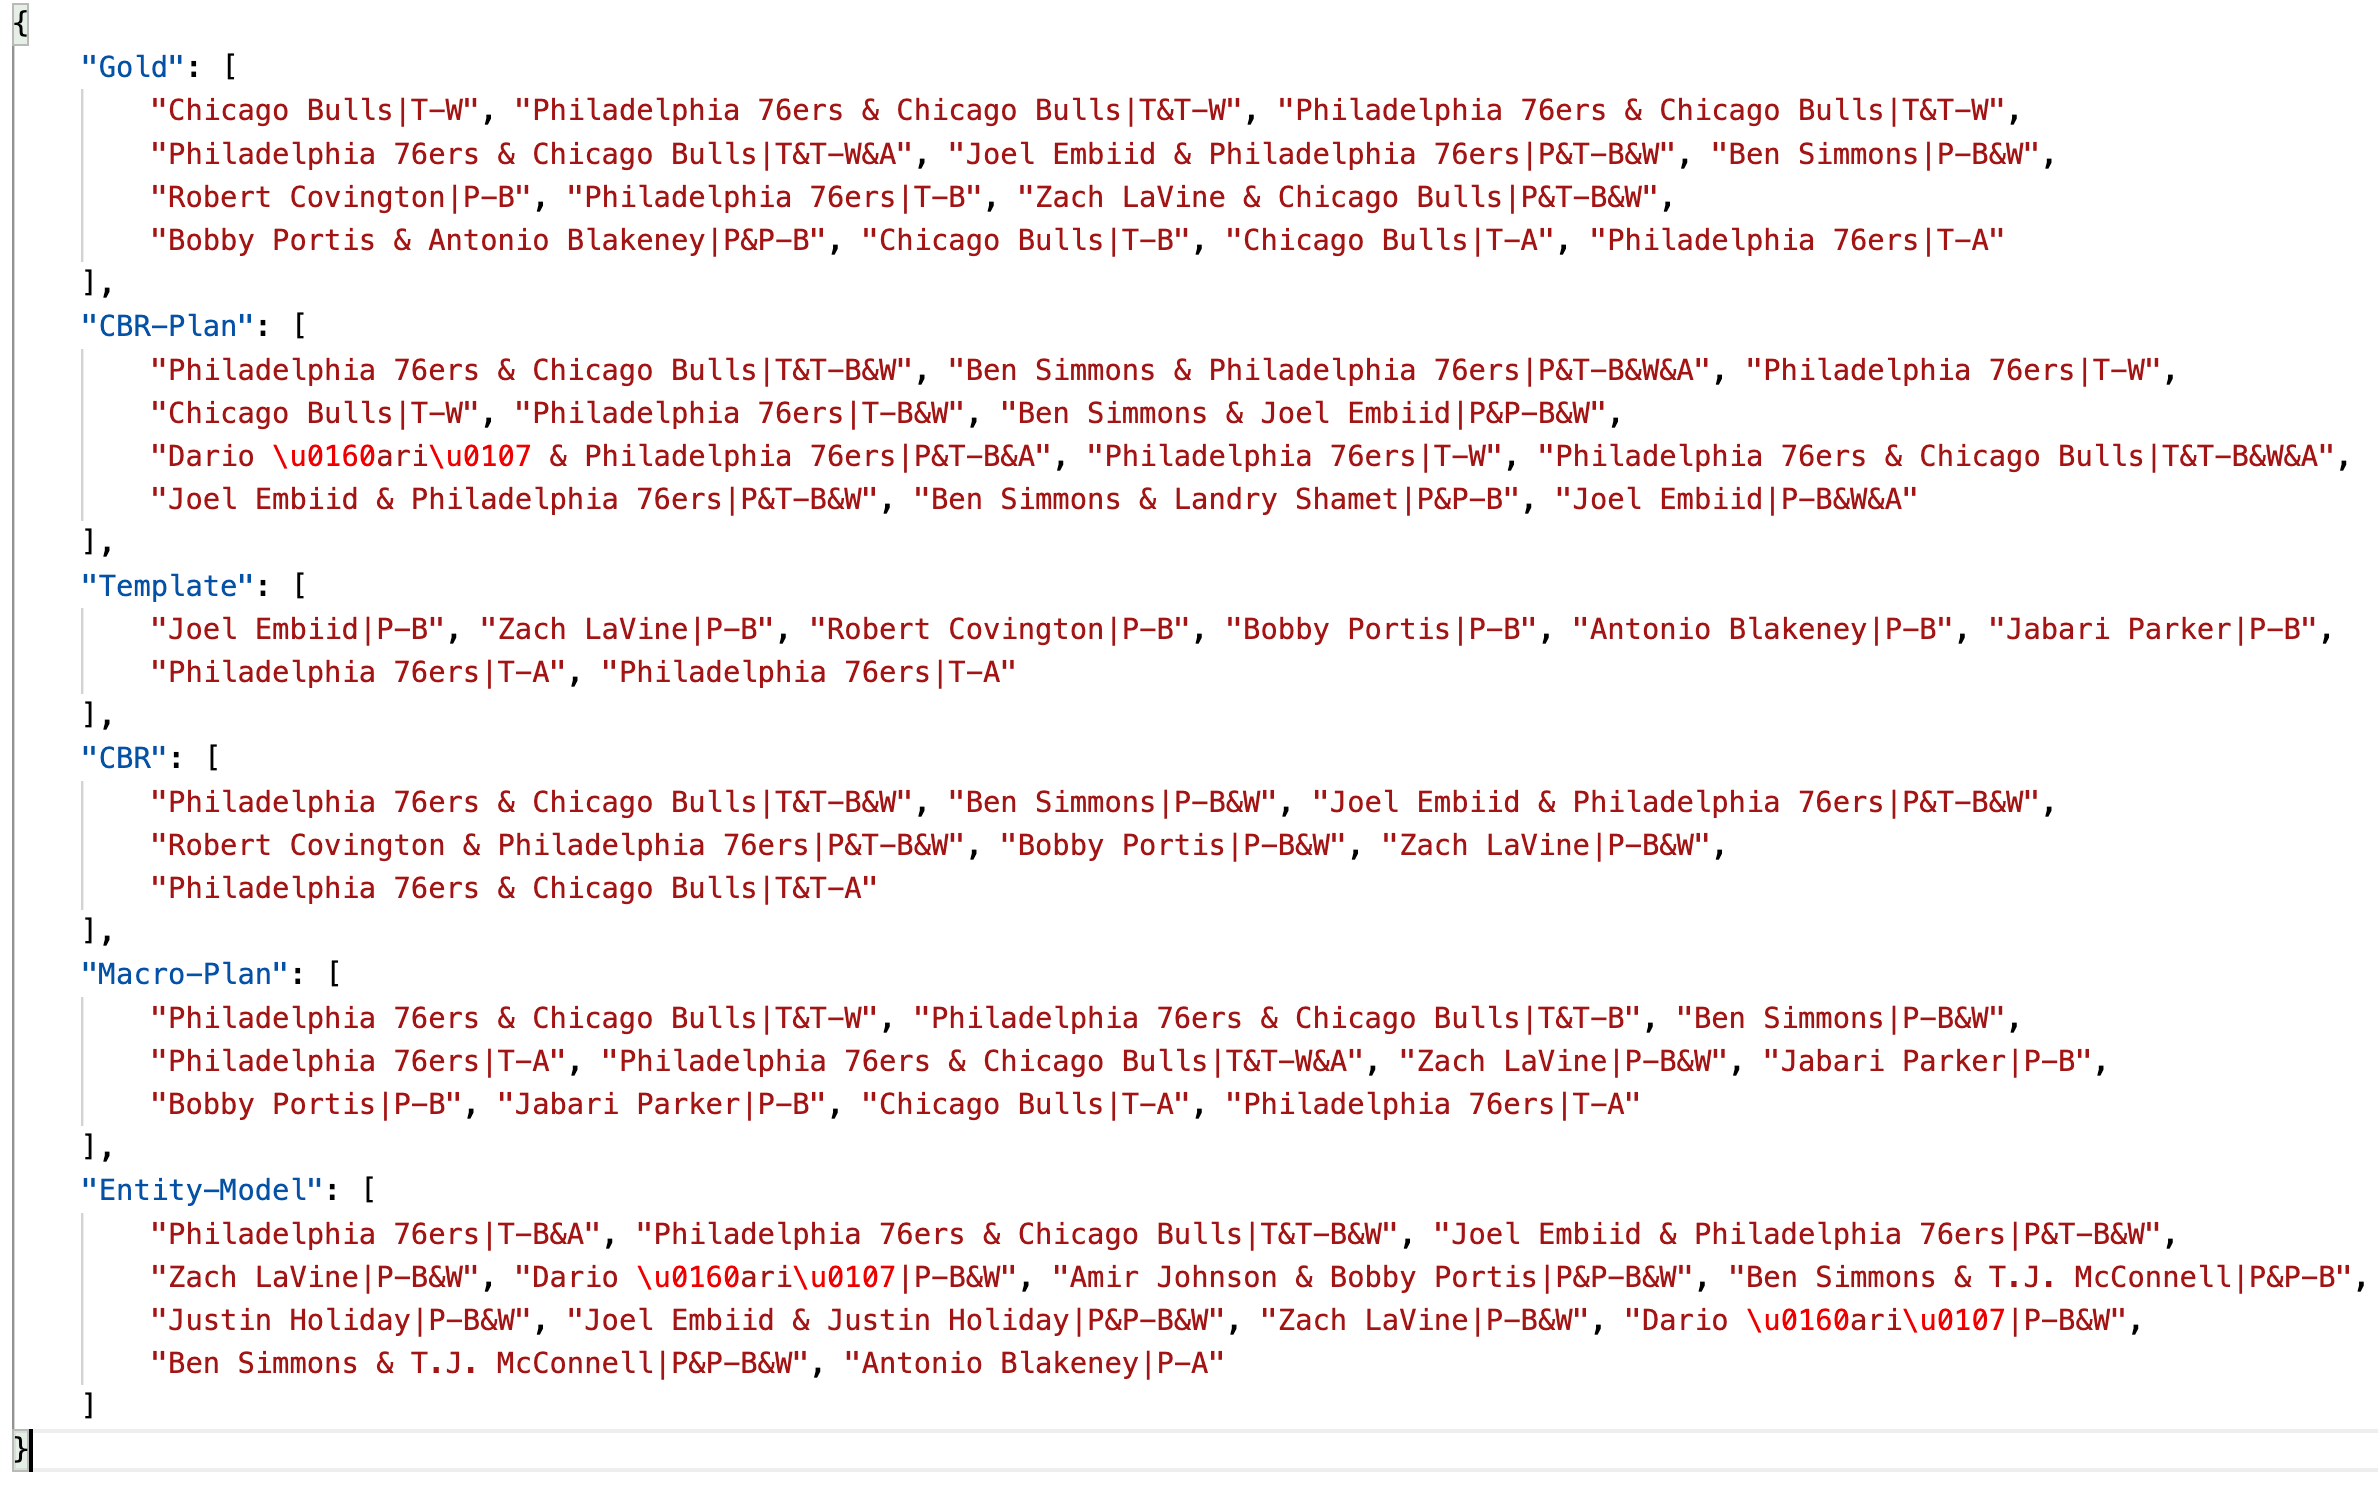 {
    "Gold": [
        "Chicago Bulls|T-W", "Philadelphia 76ers & Chicago Bulls|T&T-W", "Philadelphia 76ers & Chicago Bulls|T&T-W",
        "Philadelphia 76ers & Chicago Bulls|T&T-W&A", "Joel Embiid & Philadelphia 76ers|P&T-B&W", "Ben Simmons|P-B&W",
        "Robert Covington|P-B", "Philadelphia 76ers|T-B", "Zach LaVine & Chicago Bulls|P&T-B&W",
        "Bobby Portis & Antonio Blakeney|P&P-B", "Chicago Bulls|T-B", "Chicago Bulls|T-A", "Philadelphia 76ers|T-A"
    ],
    "CBR-Plan": [
        "Philadelphia 76ers & Chicago Bulls|T&T-B&W", "Ben Simmons & Philadelphia 76ers|P&T-B&W&A", "Philadelphia 76ers|T-W",
        "Chicago Bulls|T-W", "Philadelphia 76ers|T-B&W", "Ben Simmons & Joel Embiid|P&P-B&W",
        "Dario \u0160ari\u0107 & Philadelphia 76ers|P&T-B&A", "Philadelphia 76ers|T-W", "Philadelphia 76ers & Chicago Bulls|T&T-B&W&A",
        "Joel Embiid & Philadelphia 76ers|P&T-B&W", "Ben Simmons & Landry Shamet|P&P-B", "Joel Embiid|P-B&W&A"
    ],
    "Template": [
        "Joel Embiid|P-B", "Zach LaVine|P-B", "Robert Covington|P-B", "Bobby Portis|P-B", "Antonio Blakeney|P-B", "Jabari Parker|P-B",
        "Philadelphia 76ers|T-A", "Philadelphia 76ers|T-A"
    ],
    "CBR": [
        "Philadelphia 76ers & Chicago Bulls|T&T-B&W", "Ben Simmons|P-B&W", "Joel Embiid & Philadelphia 76ers|P&T-B&W",
        "Robert Covington & Philadelphia 76ers|P&T-B&W", "Bobby Portis|P-B&W", "Zach LaVine|P-B&W",
        "Philadelphia 76ers & Chicago Bulls|T&T-A"
    ],
    "Macro-Plan": [
        "Philadelphia 76ers & Chicago Bulls|T&T-W", "Philadelphia 76ers & Chicago Bulls|T&T-B", "Ben Simmons|P-B&W",
        "Philadelphia 76ers|T-A", "Philadelphia 76ers & Chicago Bulls|T&T-W&A", "Zach LaVine|P-B&W", "Jabari Parker|P-B",
        "Bobby Portis|P-B", "Jabari Parker|P-B", "Chicago Bulls|T-A", "Philadelphia 76ers|T-A"
    ],
    "Entity-Model": [
        "Philadelphia 76ers|T-B&A", "Philadelphia 76ers & Chicago Bulls|T&T-B&W", "Joel Embiid & Philadelphia 76ers|P&T-B&W",
        "Zach LaVine|P-B&W", "Dario \u0160ari\u0107|P-B&W", "Amir Johnson & Bobby Portis|P&P-B&W", "Ben Simmons & T.J. McConnell|P&P-B",
        "Justin Holiday|P-B&W", "Joel Embiid & Justin Holiday|P&P-B&W", "Zach LaVine|P-B&W", "Dario \u0160ari\u0107|P-B&W",
        "Ben Simmons & T.J. McConnell|P&P-B&W", "Antonio Blakeney|P-A"
    ]
}